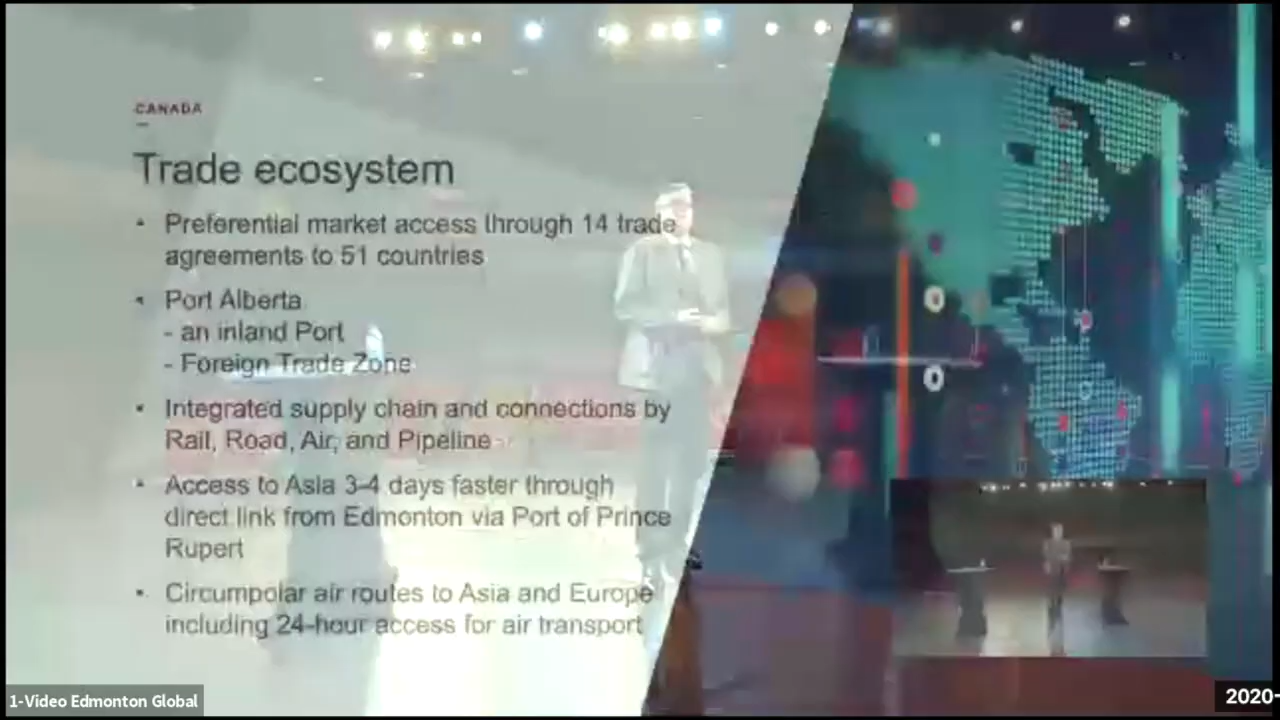 CANADA
Trade ecosystem
• Preferential market access through 14 trade
agreements to 51 countries
• Port Alberta
- an inland Port
- Foreign Trade Zone
• Integrated supply chain and connections by
Rail, Road, Air, and Pipeline
• Access to Asia 3-4 days faster through
direct link from Edmonton via Port of Prince
Rupert
• Circumpolar air routes to Asia and Europe
including 24-hour access for air transport
1-Video Edmonton Global
2020-